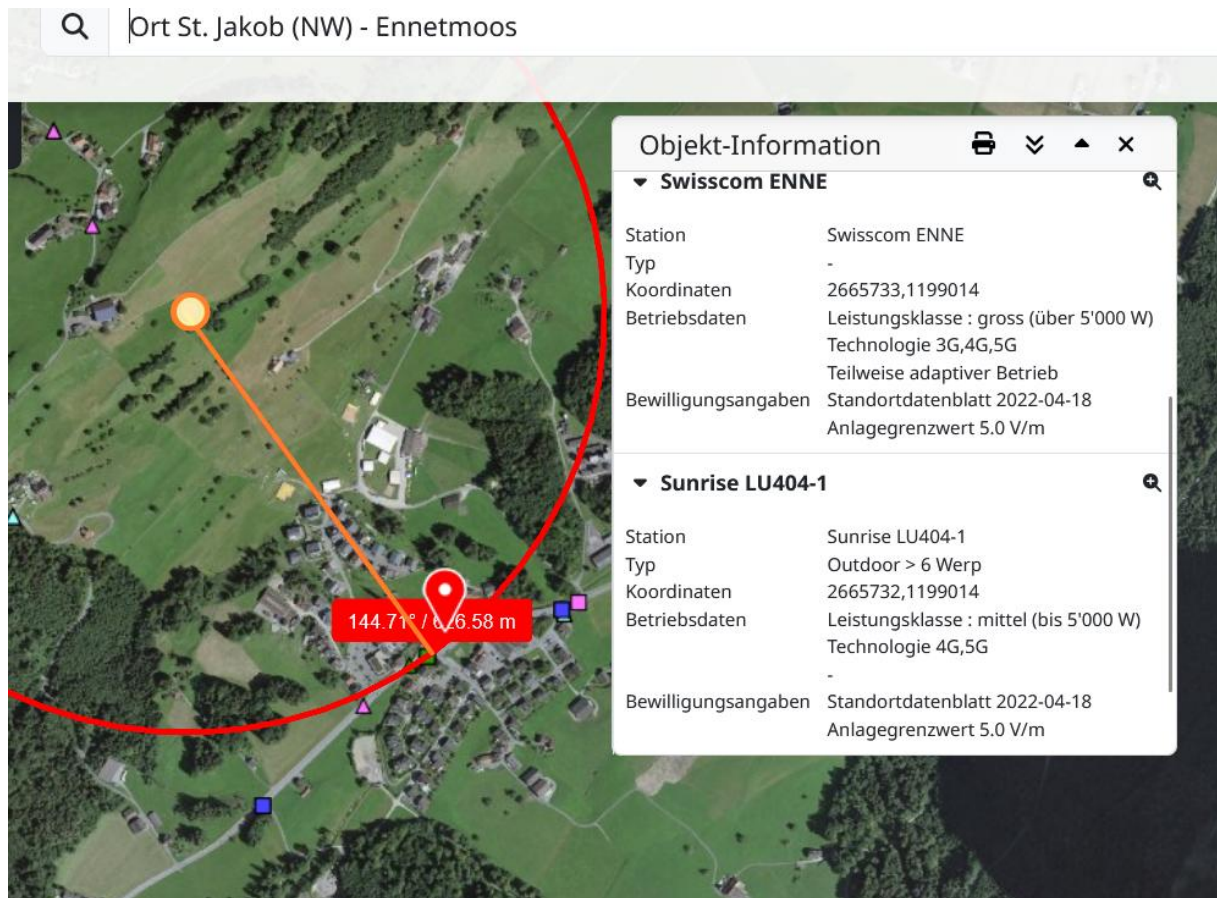 Ort St. Jakob (NW) - Ennetmoos
Objekt-Information
Swisscom ENNE
Station Swisscom ENNE
Typ -
Koordinaten 2665733,1199014
Betriebsdaten Leistungsklasse : gross (über 5'000 W)
Technologie 3G,4G,5G
Teilweise adaptiver Betrieb
Bewilligungsangaben Standortdatenblatt 2022-04-18
Anlagegrenzwert 5.0 V/m
Sunrise LU404-1
Station Sunrise LU404-1
Typ Outdoor > 6 Werp
Koordinaten 2665732,1199014
Betriebsdaten Leistungsklasse : mittel (bis 5'000 W)
Technologie 4G,5G
-
Bewilligungsangaben Standortdatenblatt 2022-04-18
Anlagegrenzwert 5.0 V/m
144.71° / m